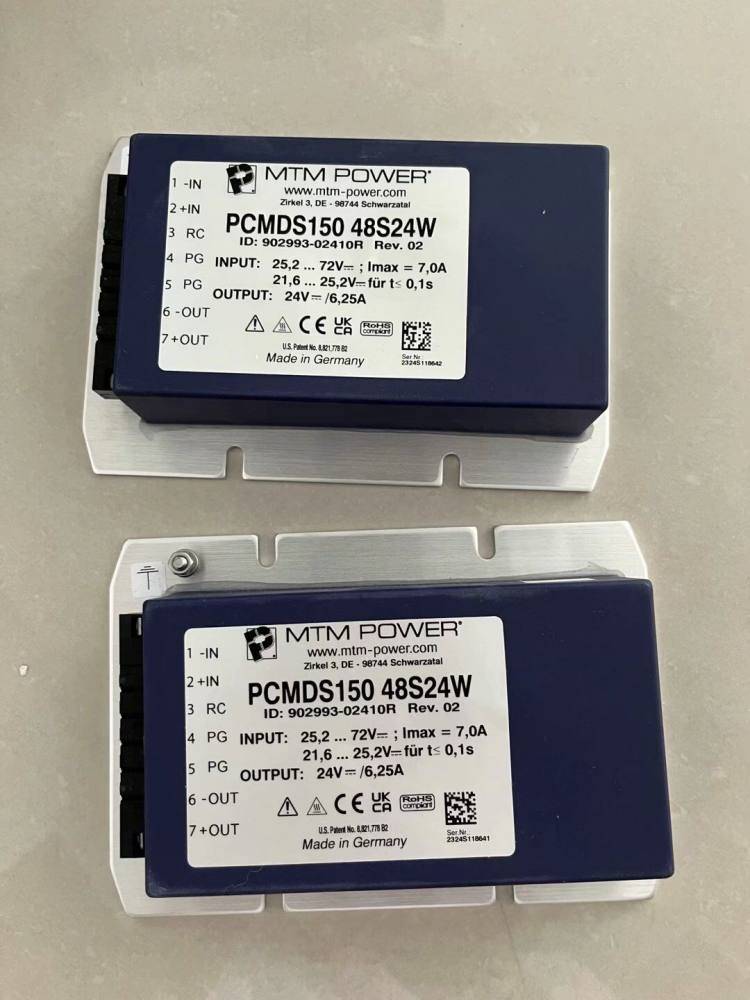 MTM POWER®
www.mtm-power.com
Zirkel 3, DE - 98744 Schwarzatal
PCMDS150 48S24W
ID: 902993-02410R Rev. 02
INPUT: 25,2 ... 72V⎓ ; Imax = 7,0A
21,6 ... 25,2V⎓ für t≤ 0,1s
OUTPUT: 24V⎓ /6,25A
1 -IN
2 +IN
3 RC
4 PG
5 PG
6 -OUT
7 +OUT
CE UK CA RoHS compliant
U.S. Patent No. 8,821,778 B2
Made in Germany
Ser.Nr.:
2324S118642
MTM POWER®
www.mtm-power.com
Zirkel 3, DE - 98744 Schwarzatal
PCMDS150 48S24W
ID: 902993-02410R Rev. 02
INPUT: 25,2 ... 72V⎓ ; Imax = 7,0A
21,6 ... 25,2V⎓ für t≤ 0,1s
OUTPUT: 24V⎓ /6,25A
1 -IN
2 +IN
3 RC
4 PG
5 PG
6 -OUT
7 +OUT
CE UK CA RoHS compliant
U.S. Patent No. 8,821,778 B2
Made in Germany
Ser.Nr.:
2324S118641